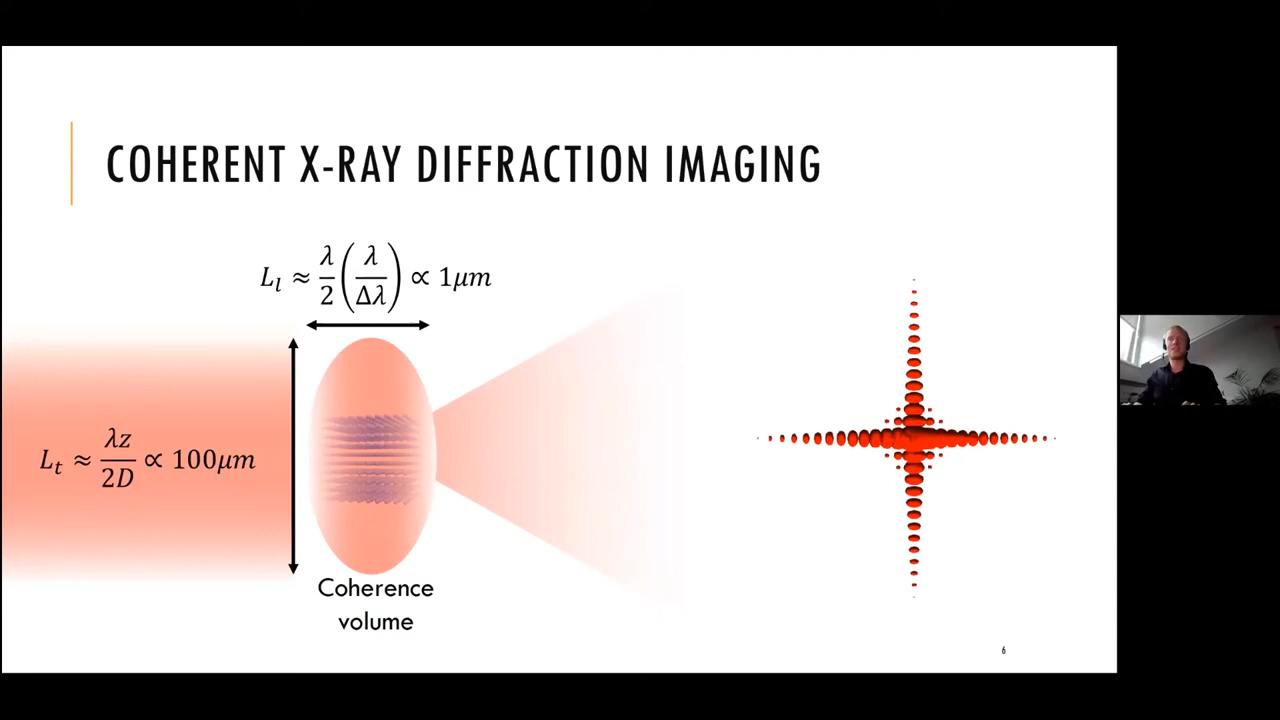 COHERENT X-RAY DIFFRACTION IMAGING
L_l ≈ λ/2 (λ/Δλ) ∝ 1μm
L_t ≈ λz/2D ∝ 100μm
Coherence
volume
6